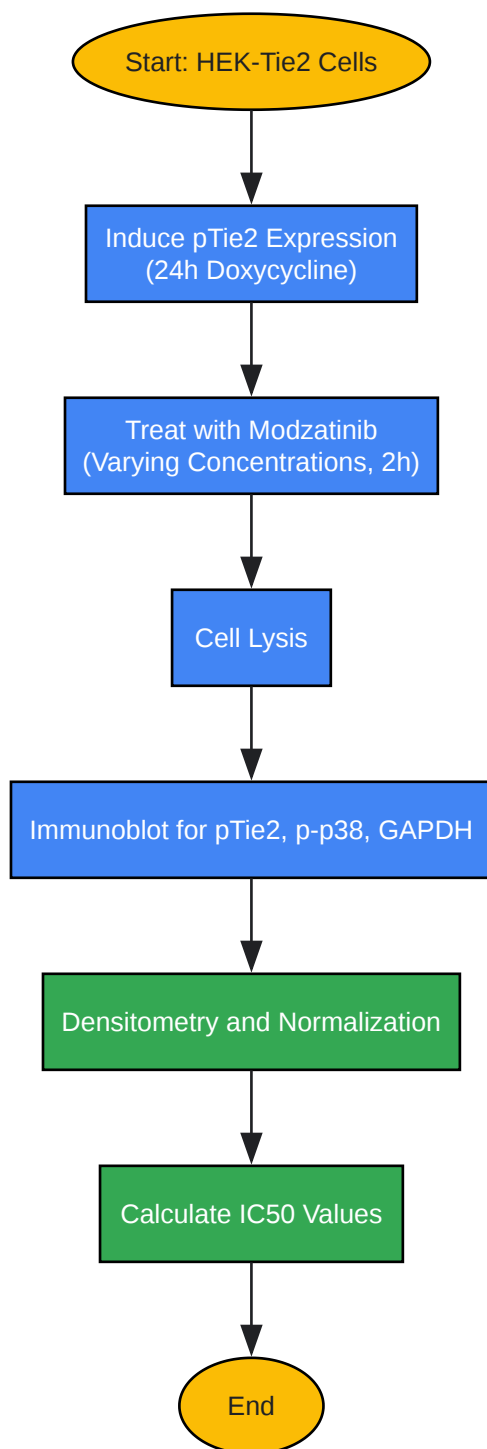 Start: HEK-Tie2 Cells
Induce pTie2 Expression
(24h Doxycycline)
Treat with Modzatinib
(Varying Concentrations, 2h)
Cell Lysis
Immunoblot for pTie2, p-p38, GAPDH
Densitometry and Normalization
Calculate IC50 Values
End